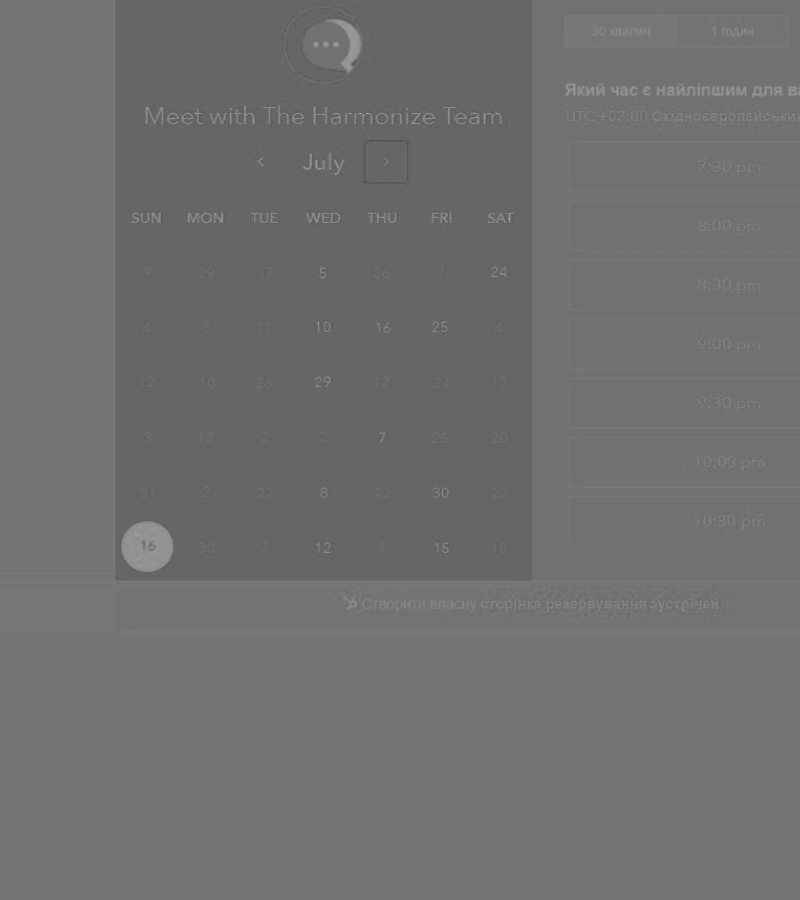 30 хвилин 1 годин
Meet with The Harmonize Team
Який час є найліпшим для ва
UTC +03:00 Східноєвропейськи
‹ July ›
SUN MON TUE WED THU FRI SAT
9 29 17 5 26 7 24
4 8 11 10 16 25 4
12 10 26 29 12 24 13
3 12 2 2 7 25 20
31 2 22 8 22 30 22
16 30 7 12 1 15 18
7:30 pm
8:00 pm
8:30 pm
9:00 pm
9:30 pm
10:00 pm
10:30 pm
Створити власну сторінка резервування зустрічей